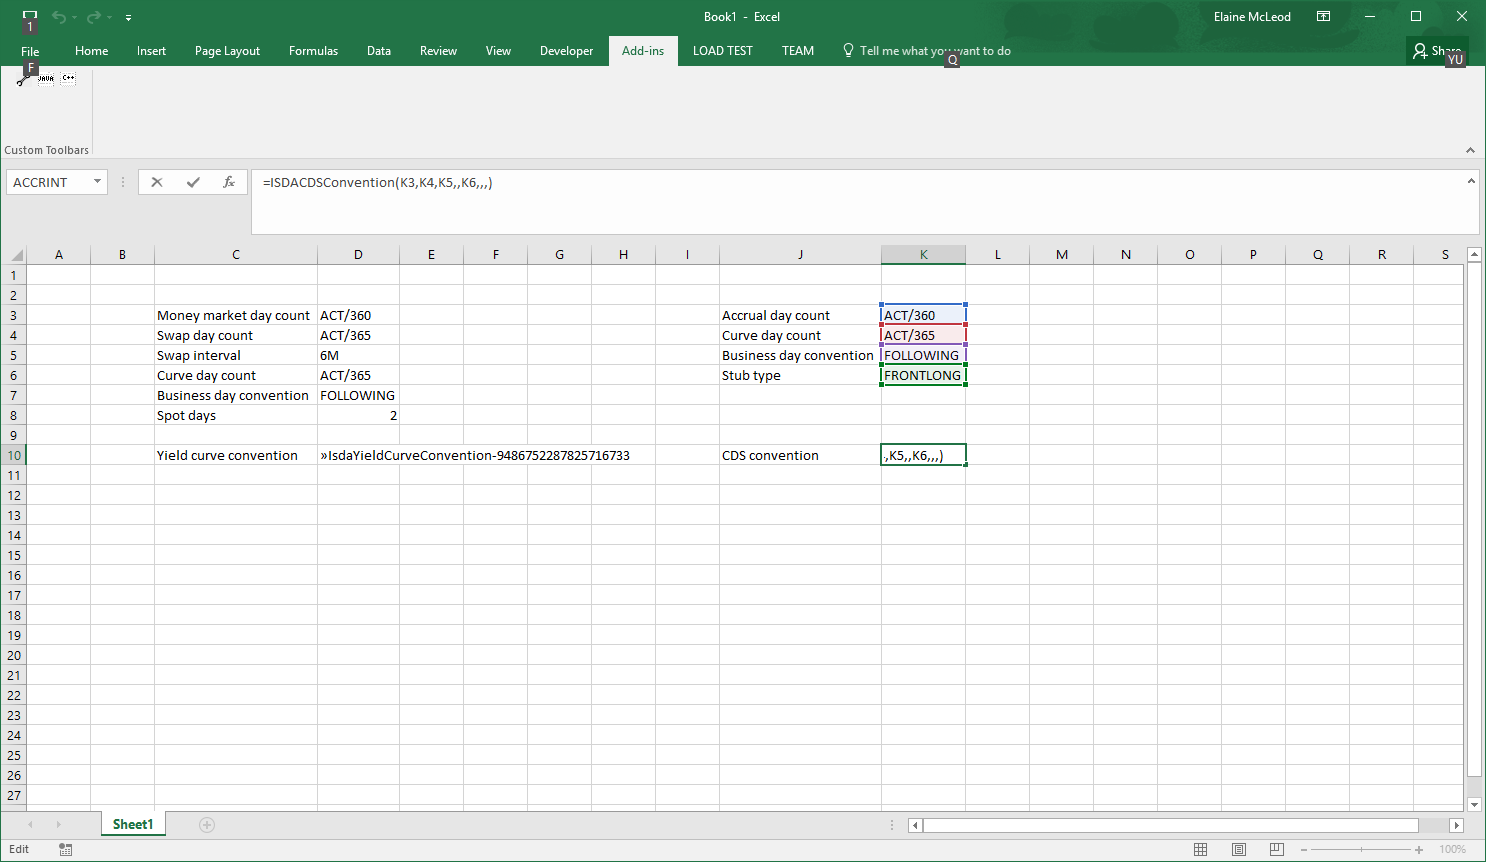 Book1 - Excel
Elaine McLeod
1
File Home Insert Page Layout Formulas Data Review View Developer Add-ins LOAD TEST TEAM Tell me what you want to do Share
F Q YU
JAVA C++
Custom Toolbars
ACCRINT fx =ISDACDSConvention(K3,K4,K5,,K6,,,)
A B C D E F G H I J K L M N O P Q R S
1
2
3 Money market day count ACT/360 Accrual day count ACT/360
4 Swap day count ACT/365 Curve day count ACT/365
5 Swap interval 6M Business day convention FOLLOWING
6 Curve day count ACT/365 Stub type FRONTLONG
7 Business day convention FOLLOWING
8 Spot days 2
9
10 Yield curve convention »IsdaYieldCurveConvention-9486752287825716733 CDS convention ,K5,,K6,,,)
11
12
13
14
15
16
17
18
19
20
21
22
23
24
25
26
27
Sheet1
Edit 100%